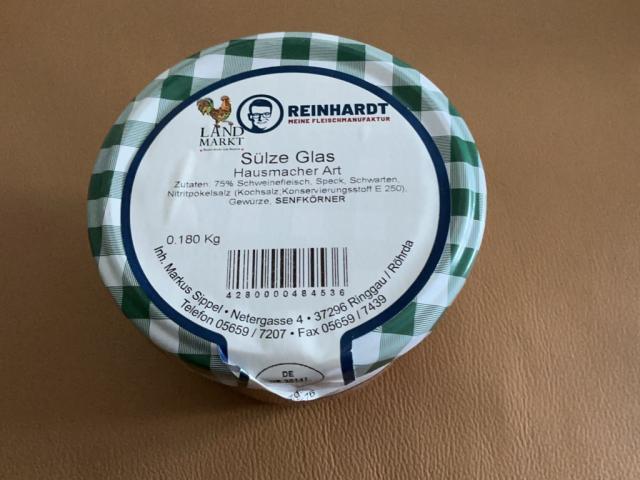 LAND
MARKT
REINHARDT
MEINE FLEISCHMANUFAKTUR
Sülze Glas
Hausmacher Art
Zutaten: 75% Schweinefleisch, Speck, Schwarten,
Nitritpökelsalz (Kochsalz,Konservierungsstoff E 250),
Gewürze, SENFKÖRNER
0.180 Kg
4280000484536
Inh. Markus Sippel • Netergasse 4 • 37296 Ringgau / Röhrda
Telefon 05659 / 7207 • Fax 05659 / 7439
DE